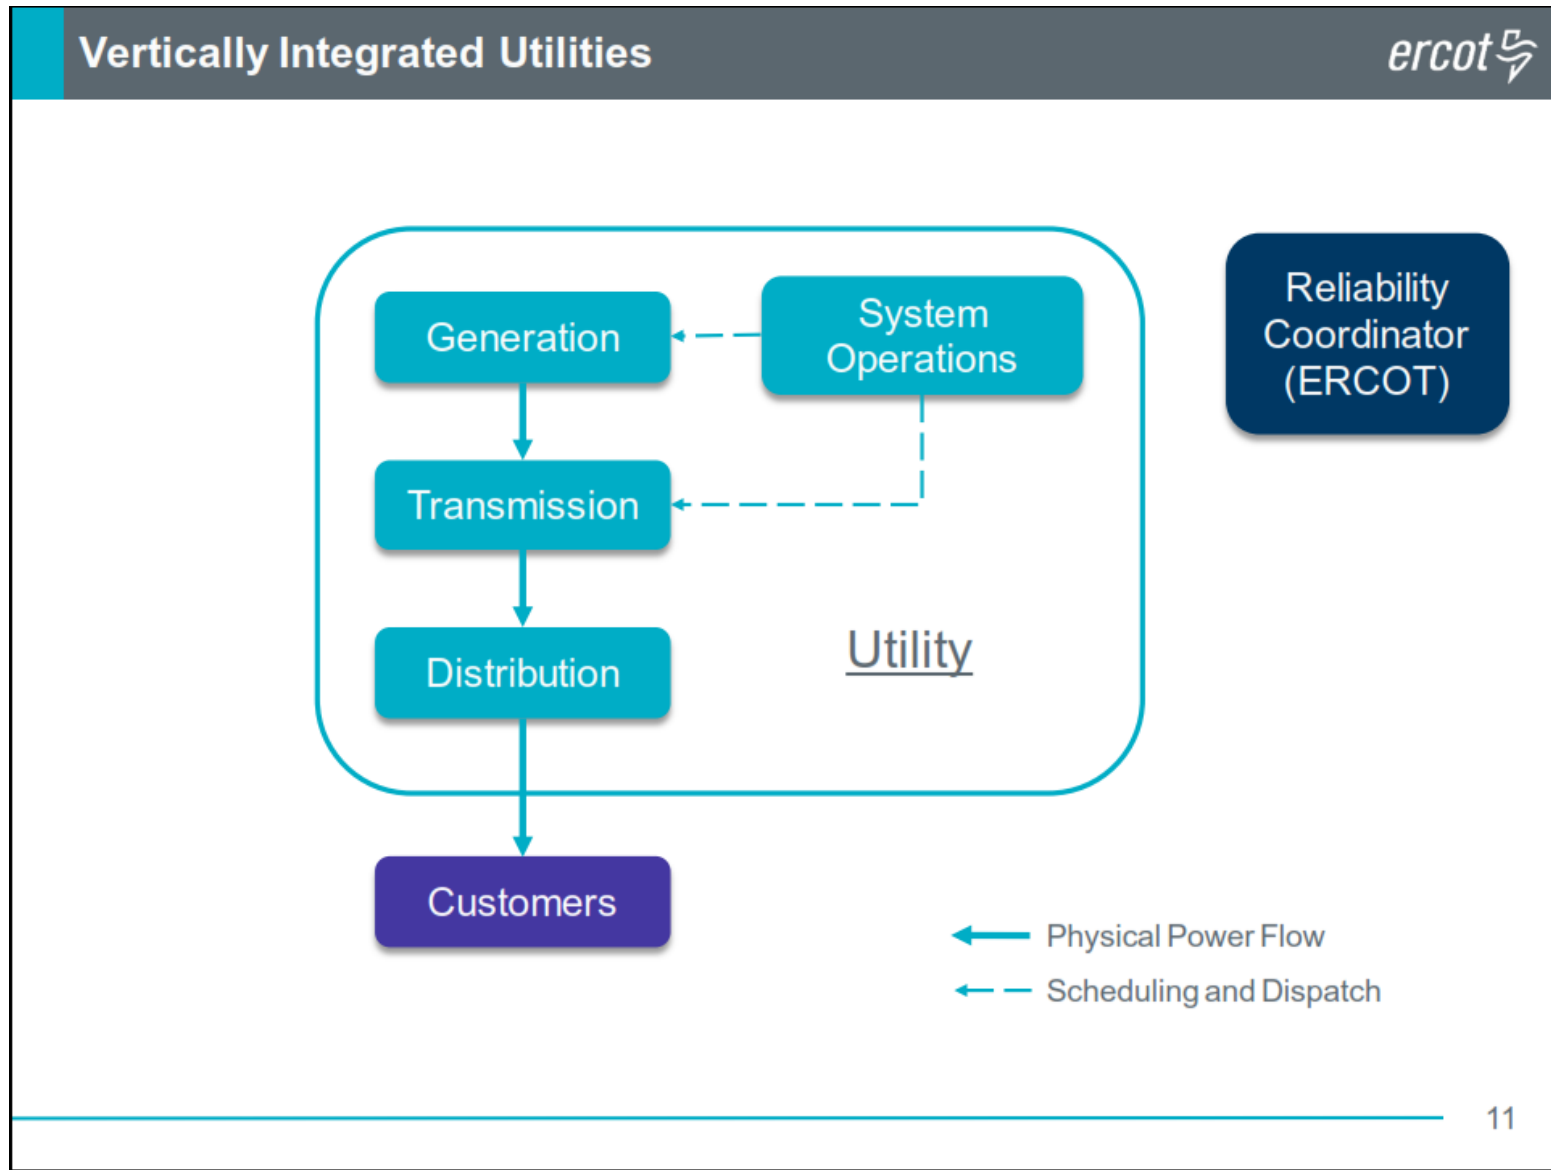 Vertically Integrated Utilities
ercot
Generation
System
Operations
Reliability
Coordinator
(ERCOT)
Transmission
Distribution
Utility
Customers
Physical Power Flow
Scheduling and Dispatch
11